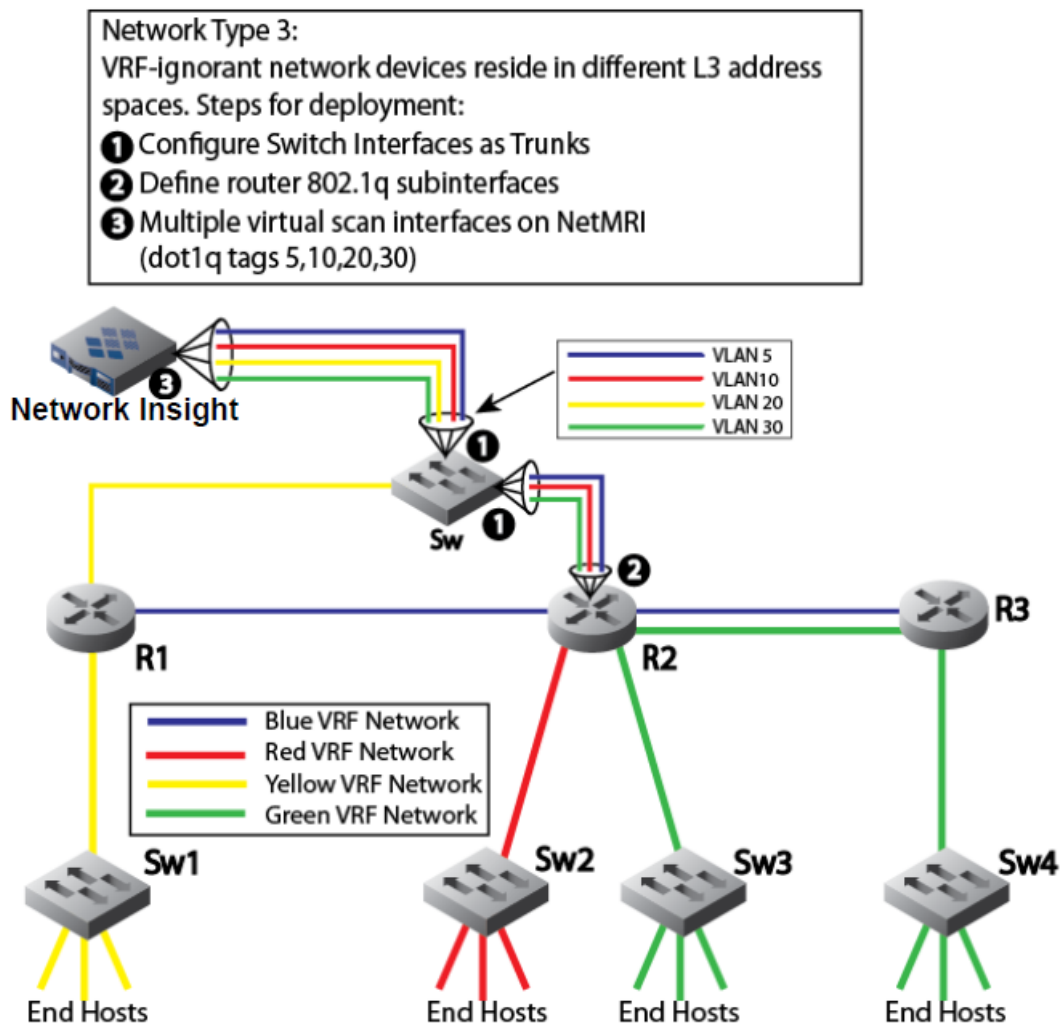 Network Type 3:
VRF-ignorant network devices reside in different L3 address
spaces. Steps for deployment:
1 Configure Switch Interfaces as Trunks
2 Define router 802.1q subinterfaces
3 Multiple virtual scan interfaces on NetMRI
(dot1q tags 5,10,20,30)
3
Network Insight
VLAN 5
VLAN10
VLAN 20
VLAN 30
1
1
Sw
2
R1
R2
R3
Blue VRF Network
Red VRF Network
Yellow VRF Network
Green VRF Network
Sw1
Sw2
Sw3
Sw4
End Hosts
End Hosts
End Hosts
End Hosts